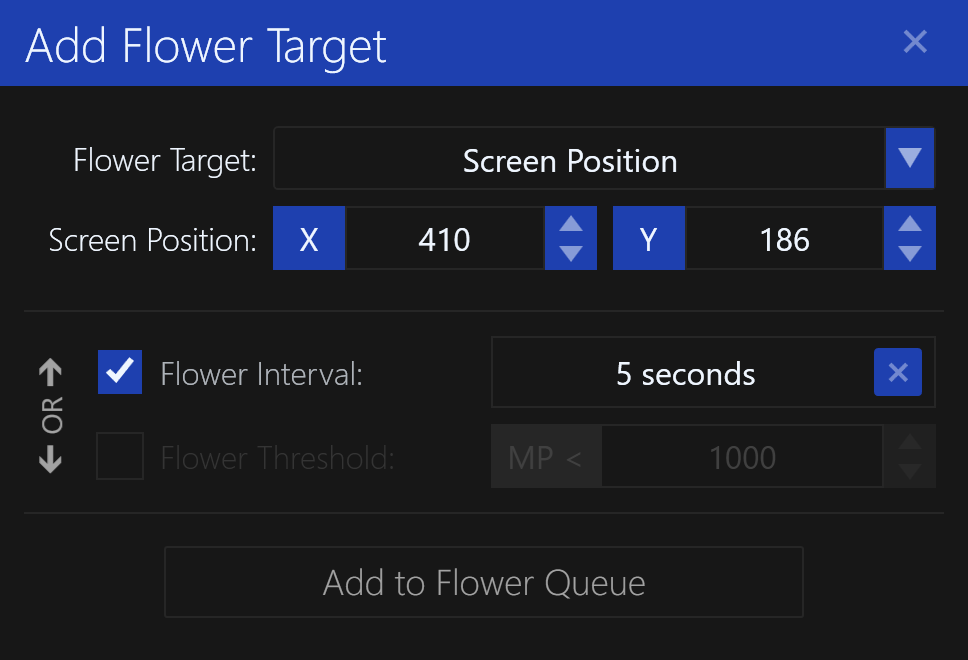 Add Flower Target
Flower Target: Screen Position
Screen Position: X 410 Y 186
OR
Flower Interval: 5 seconds
Flower Threshold: MP < 1000
Add to Flower Queue